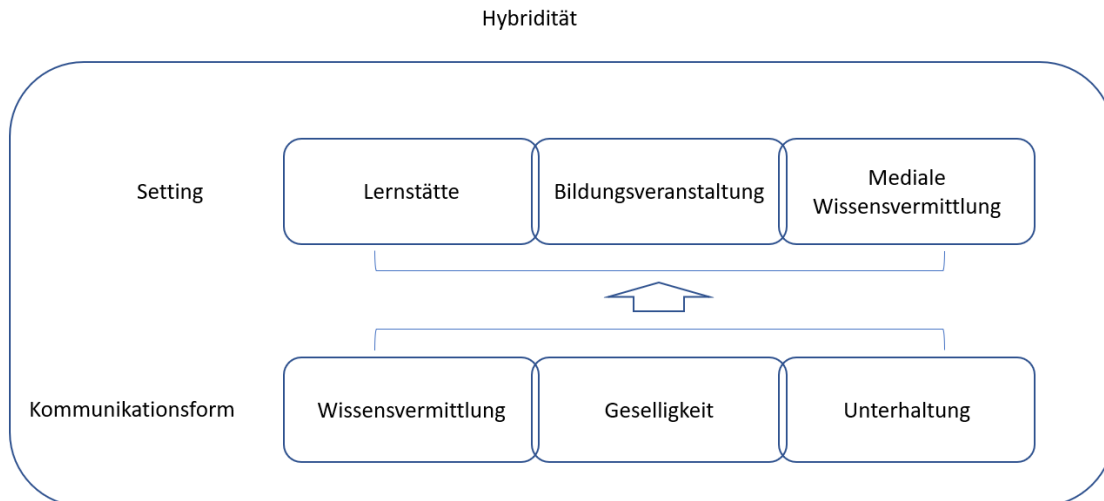 Hybridität
Setting
Lernstätte
Bildungsveranstaltung
Mediale
Wissensvermittlung
Kommunikationsform
Wissensvermittlung
Geselligkeit
Unterhaltung